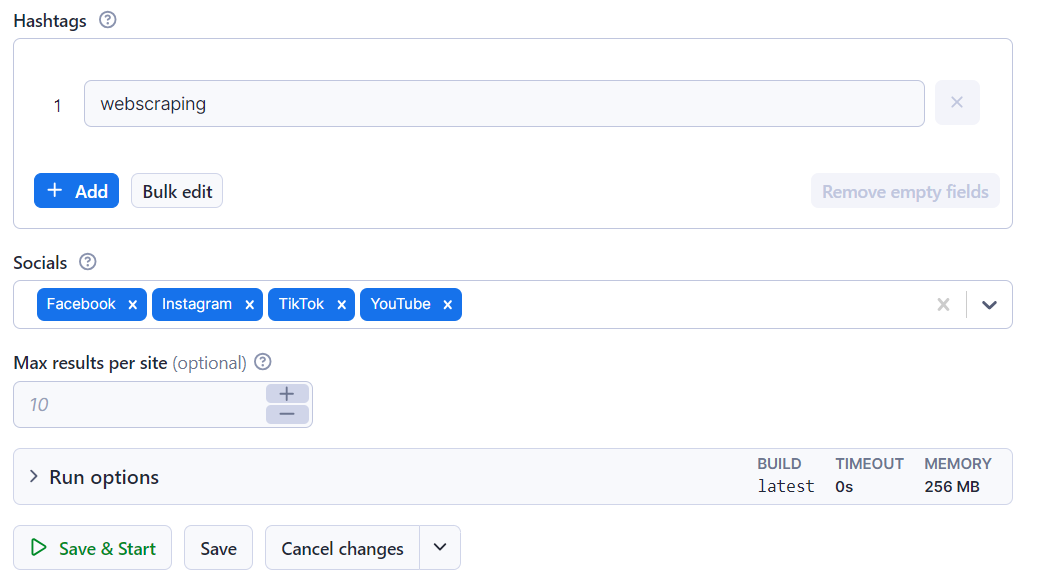 Hashtags
1 webscraping
Add Bulk edit Remove empty fields
Socials
Facebook Instagram TikTok YouTube
Max results per site (optional)
10
Run options BUILD TIMEOUT MEMORY
latest 0s 256 MB
Save & Start Save Cancel changes